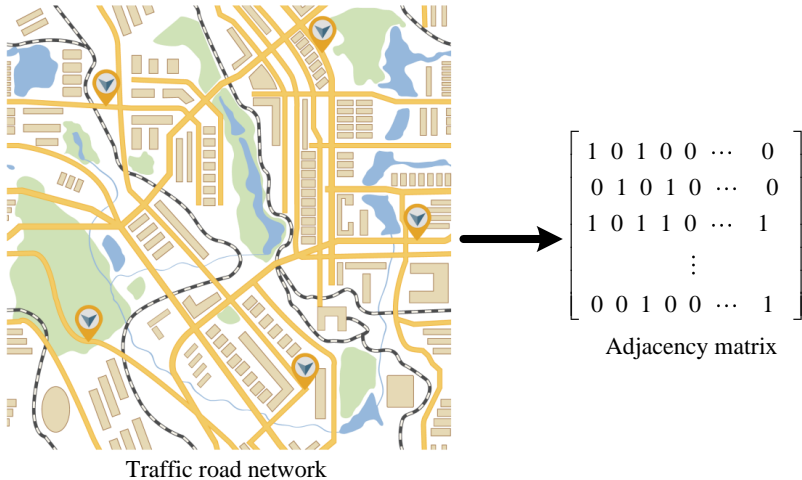 1 0 1 0 0 ⋯ 0
0 1 0 1 0 ⋯ 0
1 0 1 1 0 ⋯ 1
⋮
0 0 1 0 0 ⋯ 1
Adjacency matrix
Traffic road network